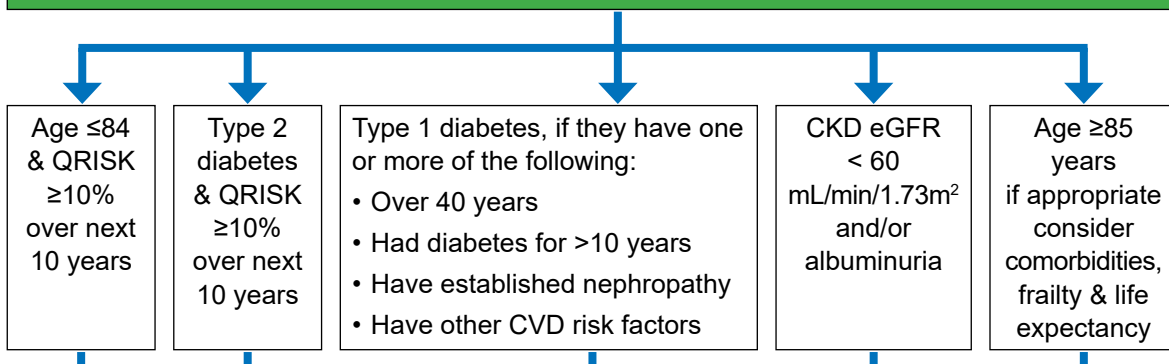 Age ≤84
& QRISK
≥10%
over next
10 years
Type 2
diabetes
& QRISK
≥10%
over next
10 years
Type 1 diabetes, if they have one
or more of the following:
• Over 40 years
• Had diabetes for >10 years
• Have established nephropathy
• Have other CVD risk factors
CKD eGFR
< 60
mL/min/1.73m²
and/or
albuminuria
Age ≥85
years
if appropriate
consider
comorbidities,
frailty & life
expectancy